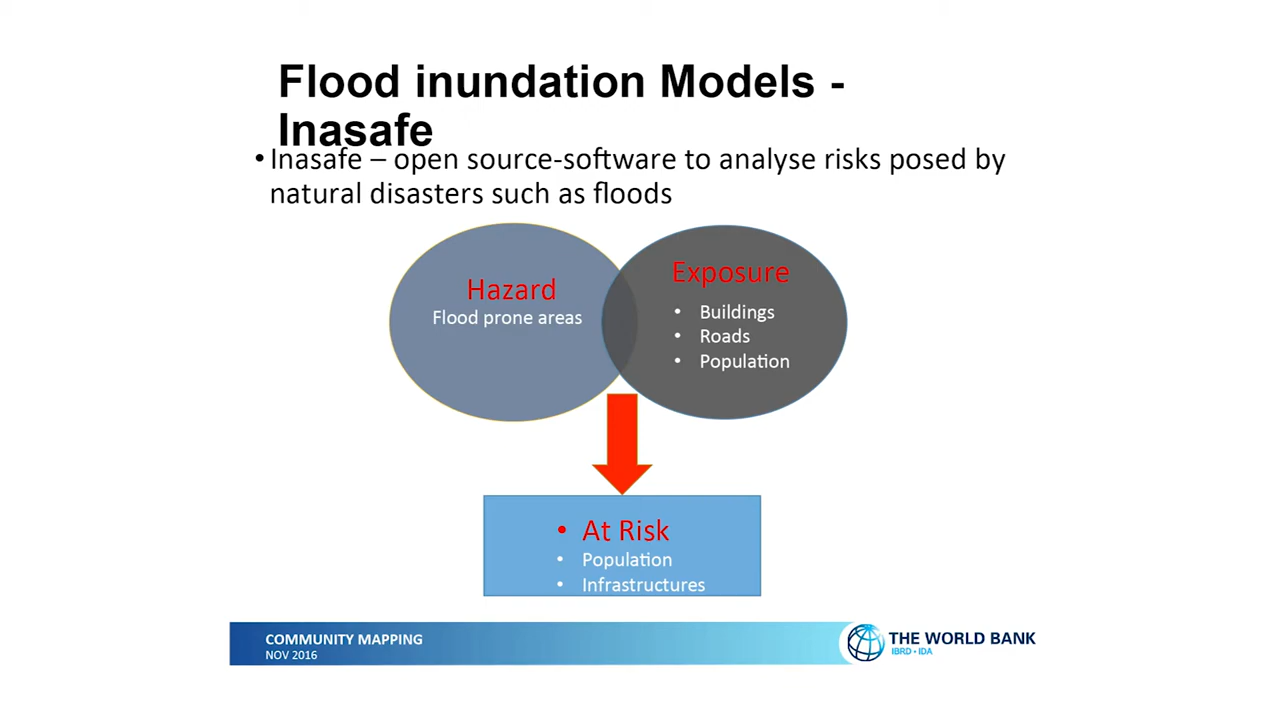 Flood inundation Models -
Inasafe
• Inasafe – open source-software to analyse risks posed by
natural disasters such as floods
Hazard
Flood prone areas
Exposure
• Buildings
• Roads
• Population
• At Risk
• Population
• Infrastructures
COMMUNITY MAPPING
NOV 2016
THE WORLD BANK
IBRD • IDA